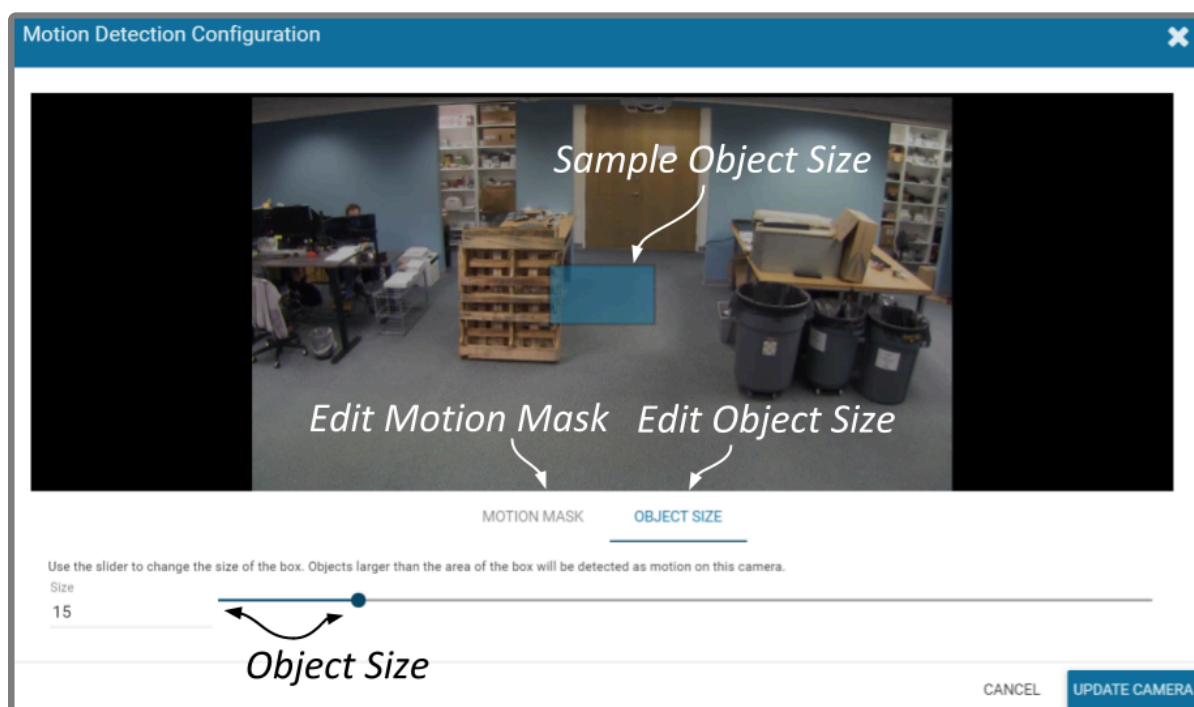 Motion Detection Configuration
Sample Object Size
Edit Motion Mask Edit Object Size
MOTION MASK OBJECT SIZE
Use the slider to change the size of the box. Objects larger than the area of the box will be detected as motion on this camera.
Size
15
Object Size
CANCEL UPDATE CAMERA